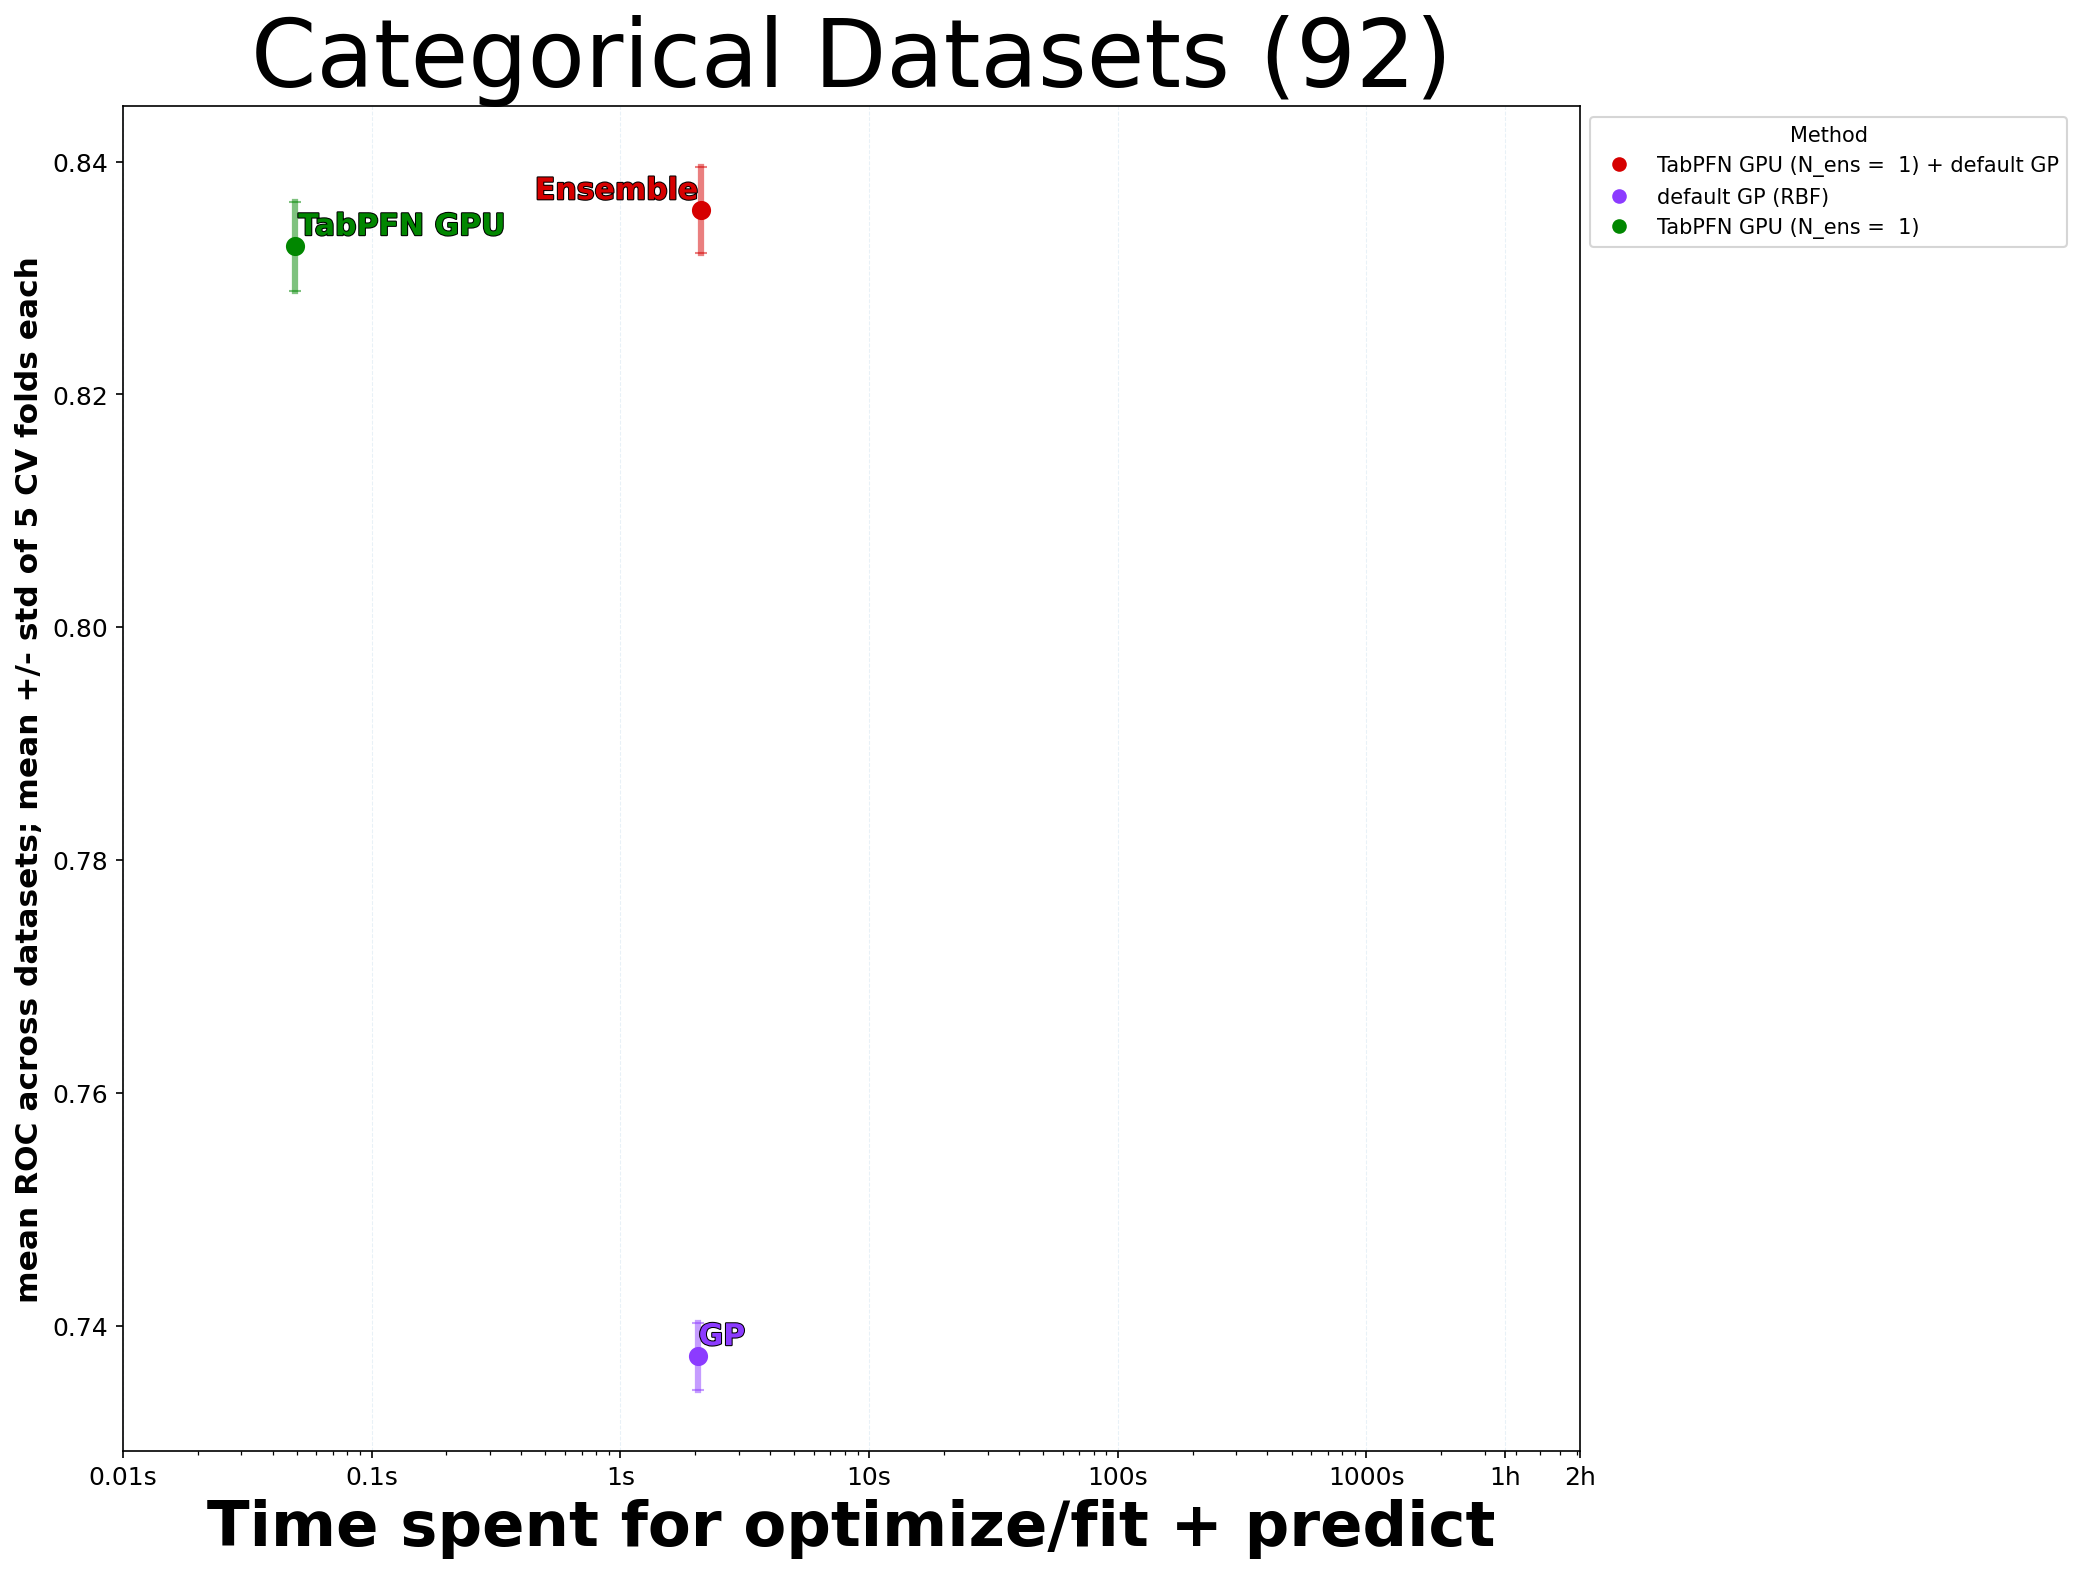 Categorical Datasets (92)
mean ROC across datasets; mean +/- std of 5 CV folds each
0.84
0.82
0.80
0.78
0.76
0.74
Ensemble
TabPFN GPU
GP
0.01s 0.1s 1s 10s 100s 1000s 1h 2h
Time spent for optimize/fit + predict
Method
TabPFN GPU (N_ens =  1) + default GP
default GP (RBF)
TabPFN GPU (N_ens =  1)